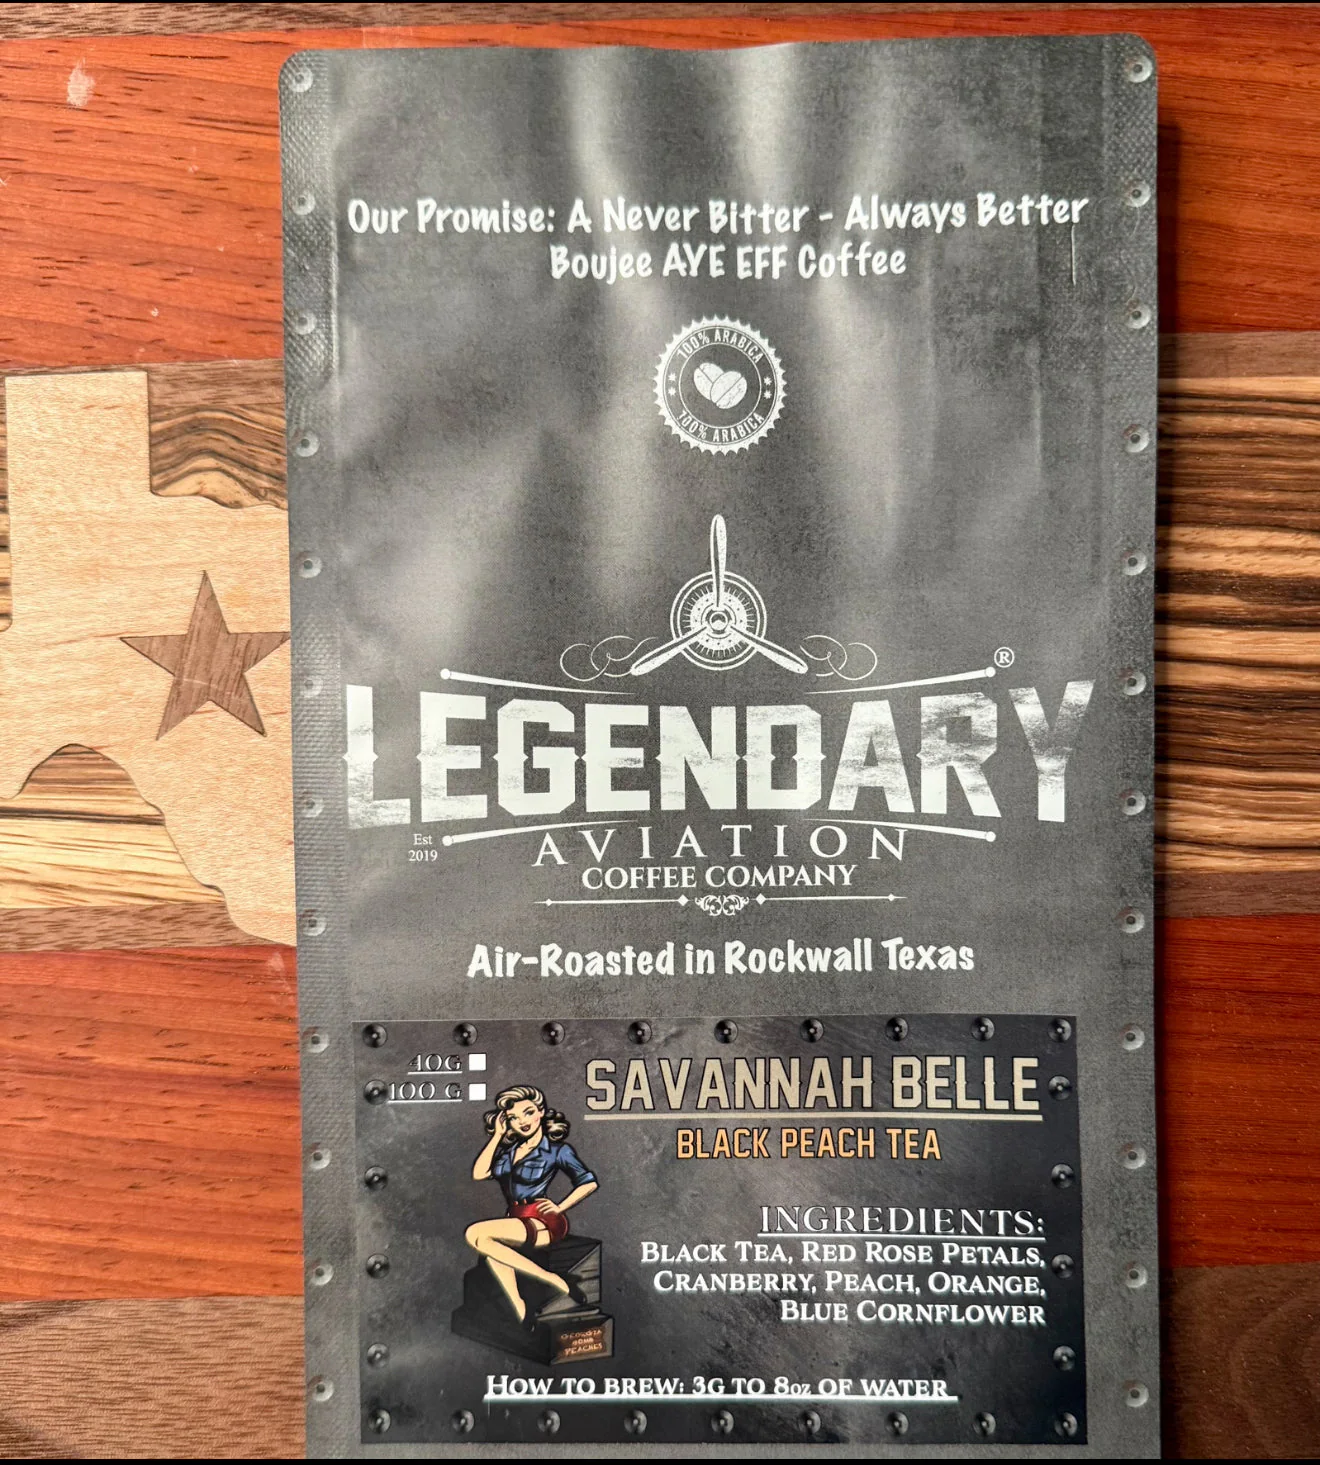 Our Promise: A Never Bitter - Always Better
Boujee AYE EFF Coffee
100% ARABICA
100% ARABICA
®
LEGENDARY
Est
2019
AVIATION
COFFEE COMPANY
Air-Roasted in Rockwall Texas
40G
100 G
SAVANNAH BELLE
BLACK PEACH TEA
INGREDIENTS:
BLACK TEA, RED ROSE PETALS,
CRANBERRY, PEACH, ORANGE,
BLUE CORNFLOWER
GEORGIA
PEACHES
HOW TO BREW: 3G TO 8oz OF WATER